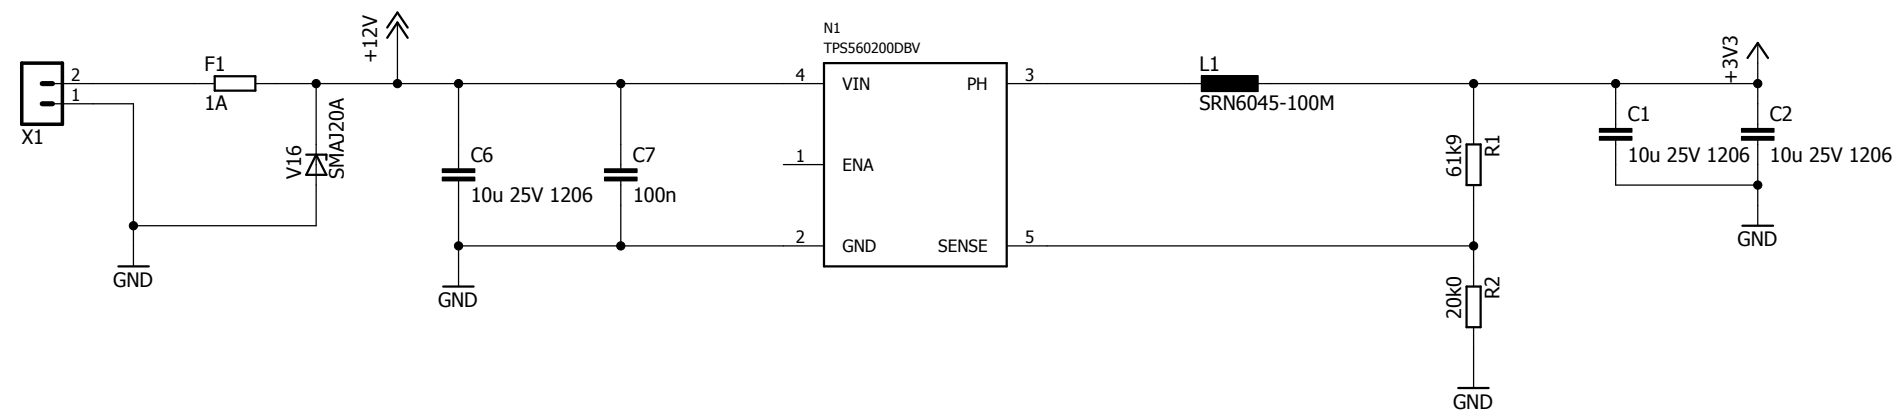 N1
TPS560200DBV
+12V
+3V3
X1
2
1
F1
1A
V16
SMAJ20A
C6
10u 25V 1206
C7
100n
4
VIN
PH
3
1
ENA
2
GND
SENSE
5
L1
SRN6045-100M
61k9
R1
20k0
R2
C1
10u 25V 1206
C2
10u 25V 1206
GND
GND
GND
GND